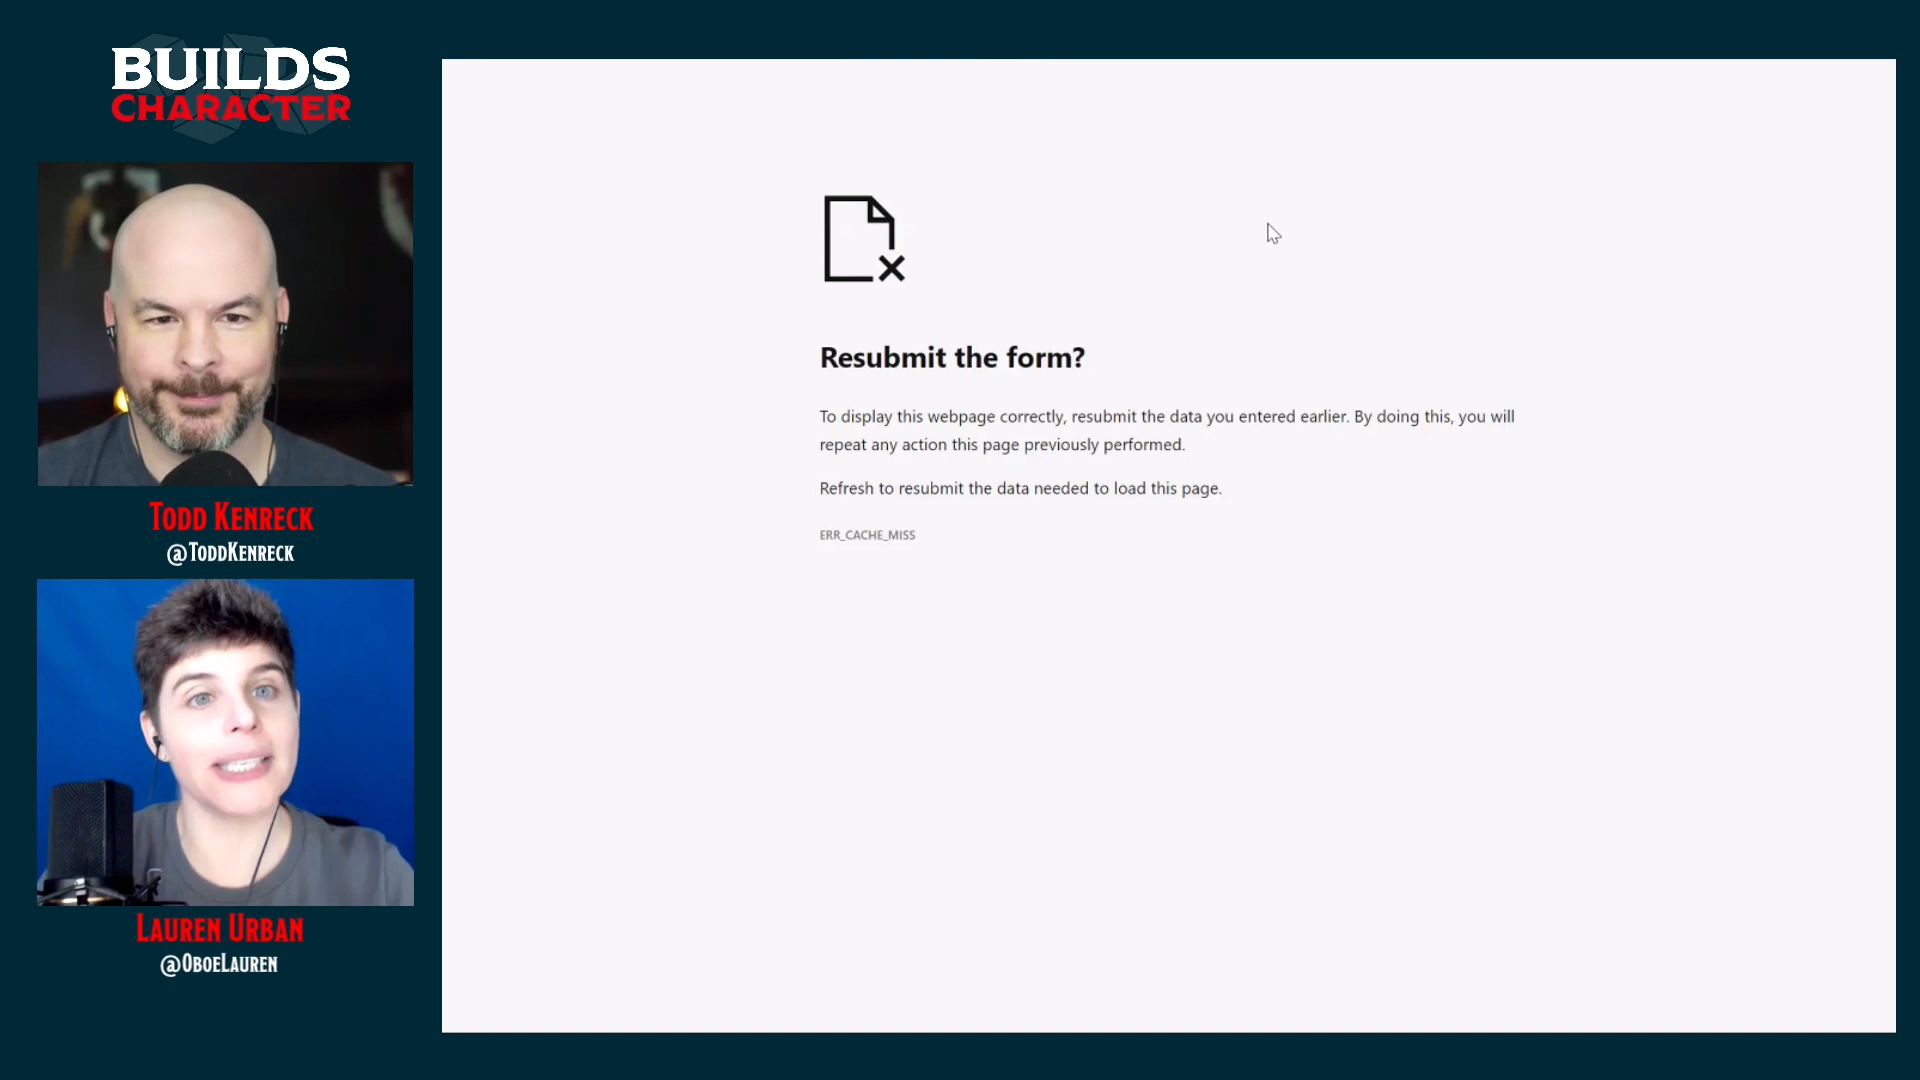 BUILDS
CHARACTER
Todd Kenreck
@ToddKenreck
Lauren Urban
@OboeLauren
Resubmit the form?
To display this webpage correctly, resubmit the data you entered earlier. By doing this, you will
repeat any action this page previously performed.
Refresh to resubmit the data needed to load this page.
ERR_CACHE_MISS